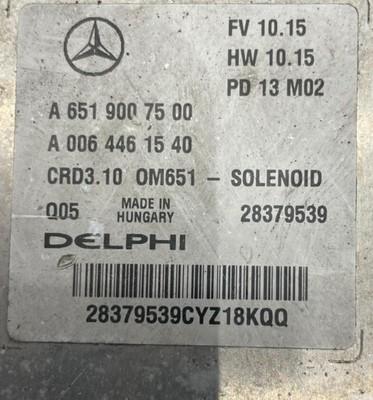 FV 10.15
HW 10.15
PD 13 M02
A 651 900 75 00
A 006 446 15 40
CRD3.10 OM651 - SOLENOID
Q05 MADE IN HUNGARY 28379539
DELPHI
28379539CYZ18KQQ